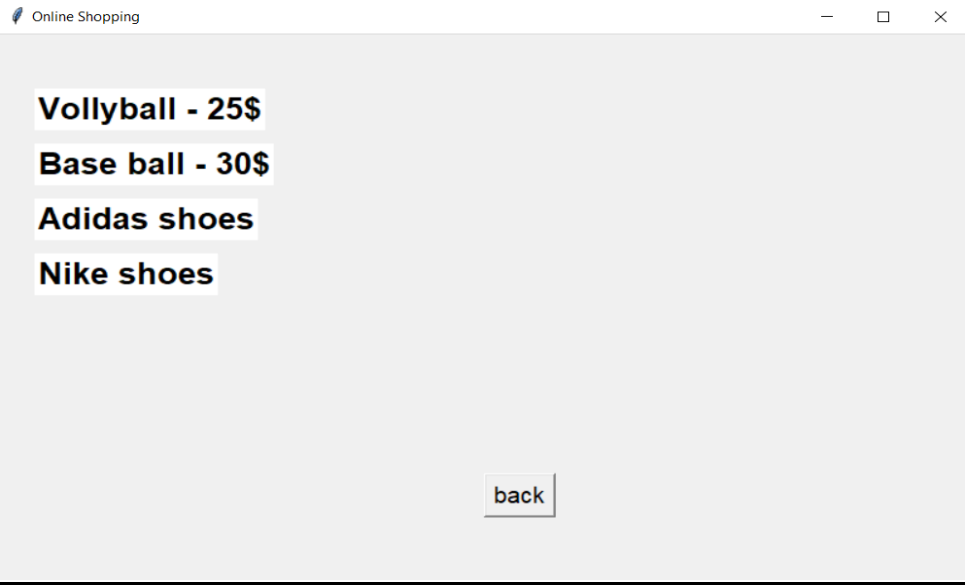 Online Shopping
Vollyball - 25$
Base ball - 30$
Adidas shoes
Nike shoes
back